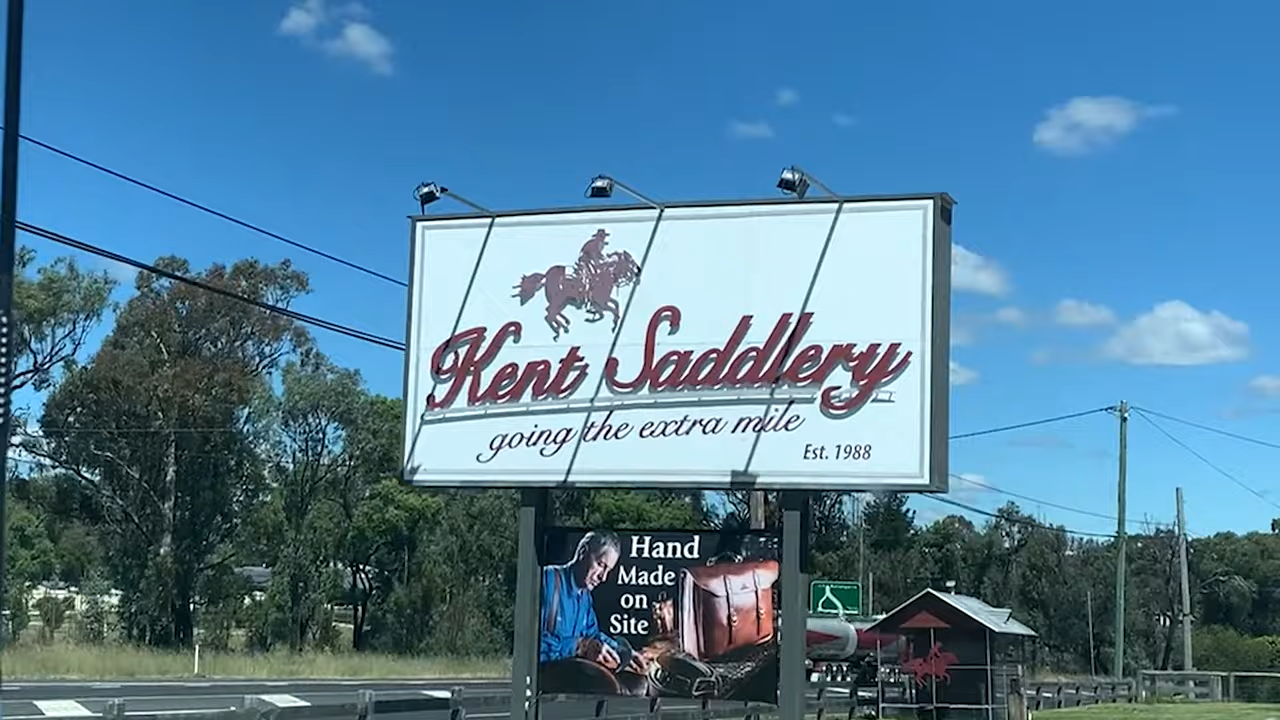 Kent Saddlery
going the extra mile
Est. 1988
Hand
Made
on
Site